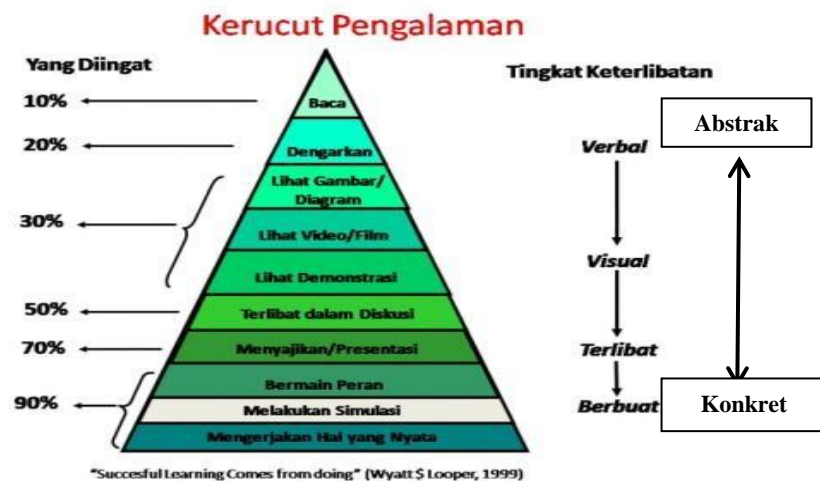 Kerucut Pengalaman
Yang Diingat
Tingkat Keterlibatan
10%
Baca
Abstrak
20%
Dengarkan
Verbal
Lihat Gambar/
Diagram
30%
Lihat Video/Film
Visual
Lihat Demonstrasi
50%
Terlibat dalam Diskusi
70%
Menyajikan/Presentasi
Terlibat
Bermain Peran
90%
Melakukan Simulasi
Berbuat
Konkret
Mengerjakan Hal yang Nyata
"Succesful Learning Comes from doing" (Wyatt $ Looper, 1999)